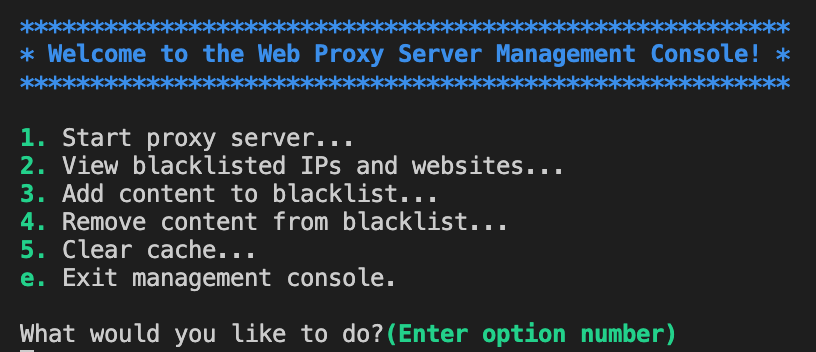 *******************************************************
* Welcome to the Web Proxy Server Management Console! *
*******************************************************
1. Start proxy server...
2. View blacklisted IPs and websites...
3. Add content to blacklist...
4. Remove content from blacklist...
5. Clear cache...
e. Exit management console.
What would you like to do?(Enter option number)